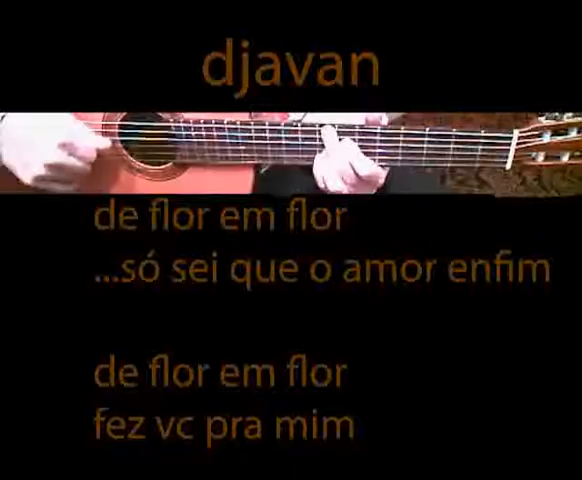 djavan
de flor em flor
...só sei que o amor enfim
de flor em flor
fez vc pra mim